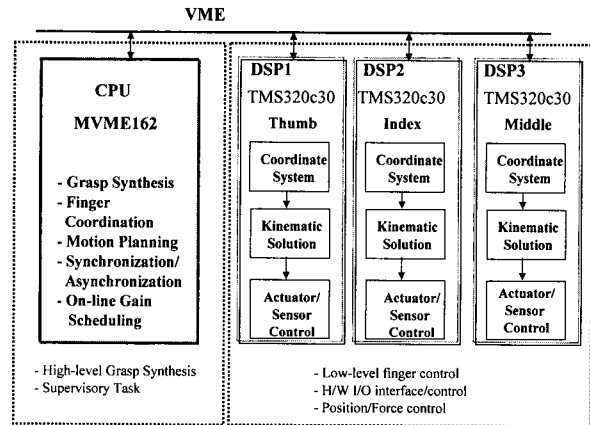 VME
CPU
MVME162
- Grasp Synthesis
- Finger
Coordination
- Motion Planning
- Synchronization/
Asynchronization
- On-line Gain
Scheduling
- High-level Grasp Synthesis
- Supervisory Task
DSP1
TMS320c30
Thumb
Coordinate
System
Kinematic
Solution
Actuator/
Sensor
Control
DSP2
TMS320c30
Index
Coordinate
System
Kinematic
Solution
Actuator/
Sensor
Control
DSP3
TMS320c30
Middle
Coordinate
System
Kinematic
Solution
Actuator/
Sensor
Control
- Low-level finger control
- H/W I/O interface/control
- Position/Force control